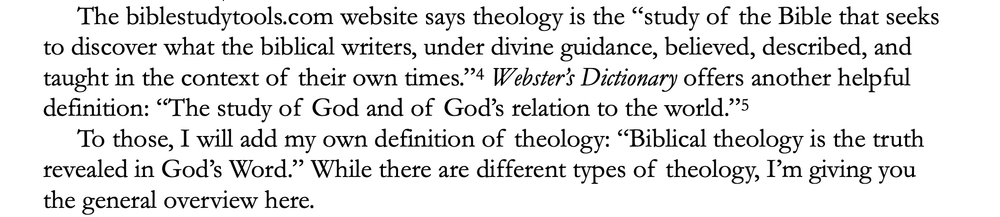 The biblestudytools.com website says theology is the “study of the Bible that seeks
to discover what the biblical writers, under divine guidance, believed, described, and
taught in the context of their own times.”4 Webster’s Dictionary offers another helpful
definition: “The study of God and of God’s relation to the world.”5
To those, I will add my own definition of theology: “Biblical theology is the truth
revealed in God’s Word.” While there are different types of theology, I’m giving you
the general overview here.